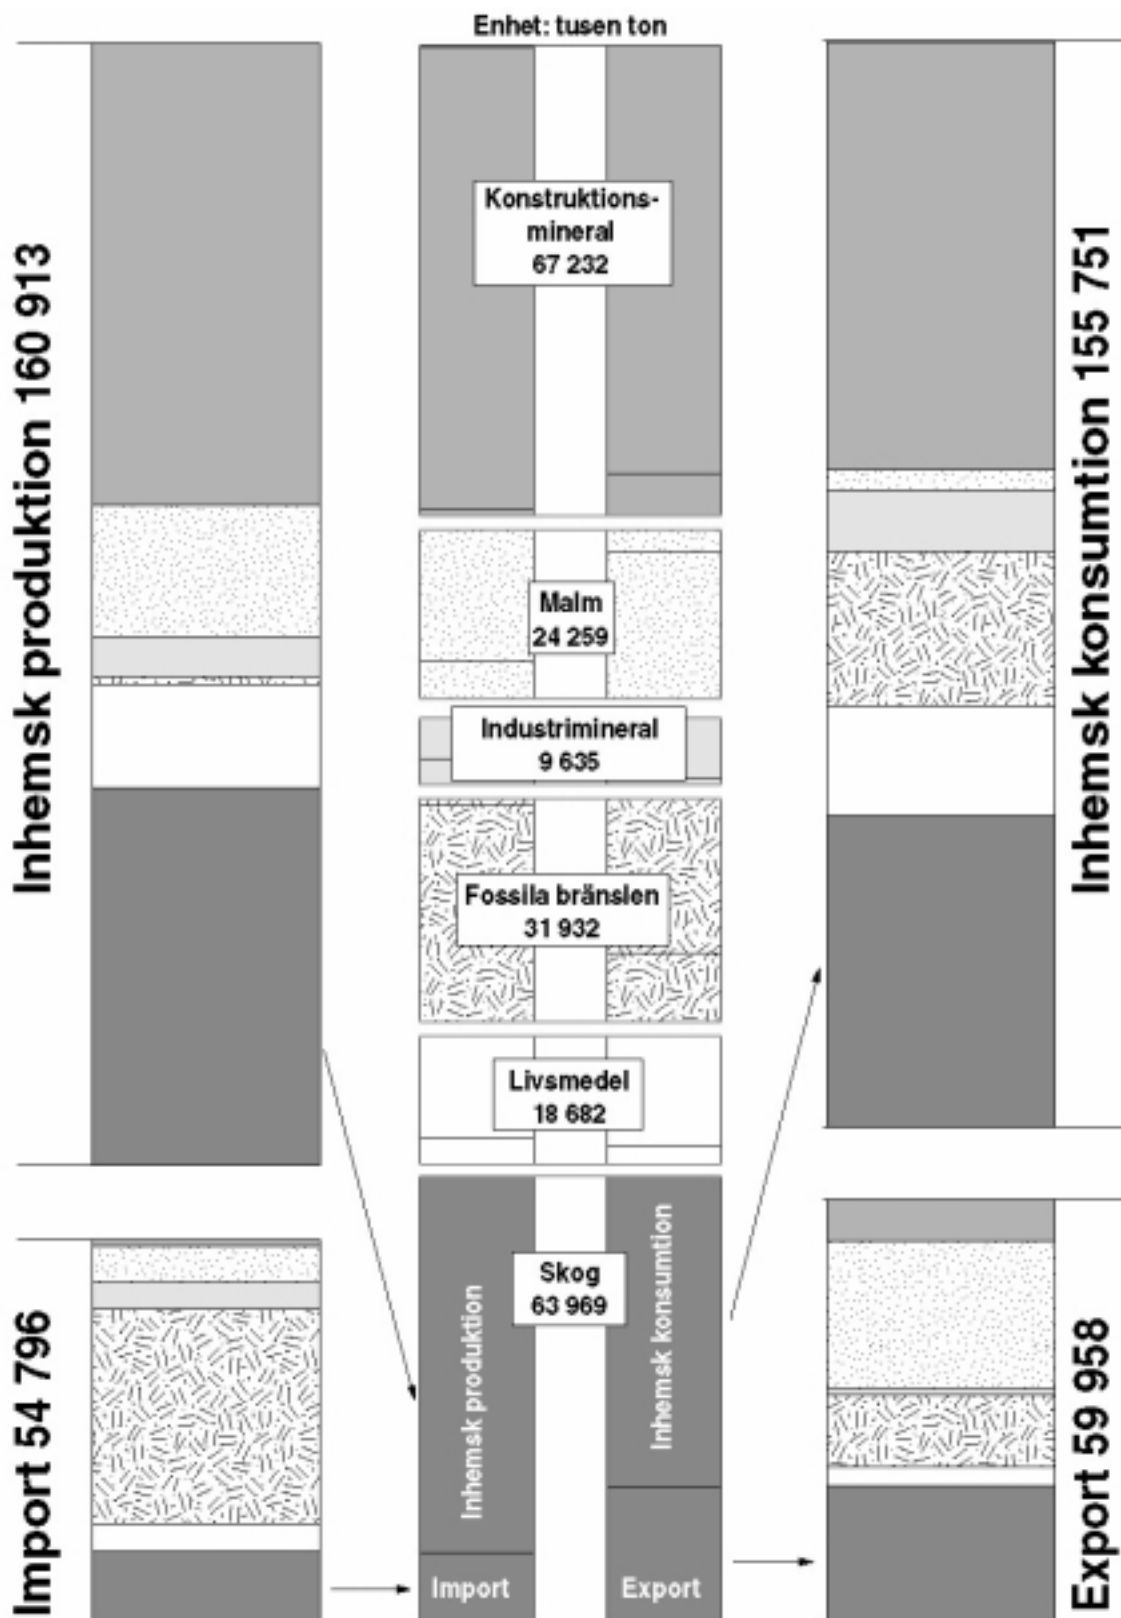 Enhet: tusen ton
Inhemsk produktion 160 913
Import 54 796
Konstruktions-
mineral
67 232
Malm
24 259
Industrimineral
9 635
Fossila bränslen
31 932
Livsmedel
18 682
Skog
63 969
Inhemsk produktion
Import
Inhemsk konsumtion
Export
Inhemsk konsumtion 155 751
Export 59 958